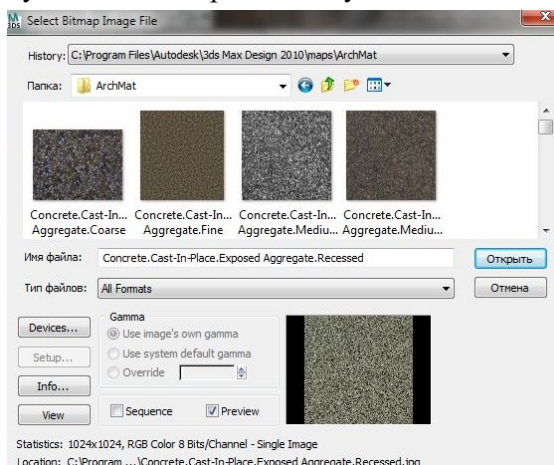 Select Bitmap Image File
History: C:\Program Files\Autodesk\3ds Max Design 2010\maps\ArchMat
Папка: ArchMat
Concrete.Cast-In... Concrete.Cast-In... Concrete.Cast-In... Concrete.Cast-In...
Aggregate.Coarse Aggregate.Fine Aggregate.Mediu... Aggregate.Mediu...
Имя файла: Concrete.Cast-In-Place.Exposed Aggregate.Recessed Открыть
Тип файлов: All Formats Отмена
Devices... Gamma
Use image's own gamma
Setup... Use system default gamma
Override
Info...
View Sequence Preview
Statistics: 1024x1024, RGB Color 8 Bits/Channel - Single Image
Location: C:\Program ...\Concrete.Cast-In-Place.Exposed Aggregate.Recessed.jpg